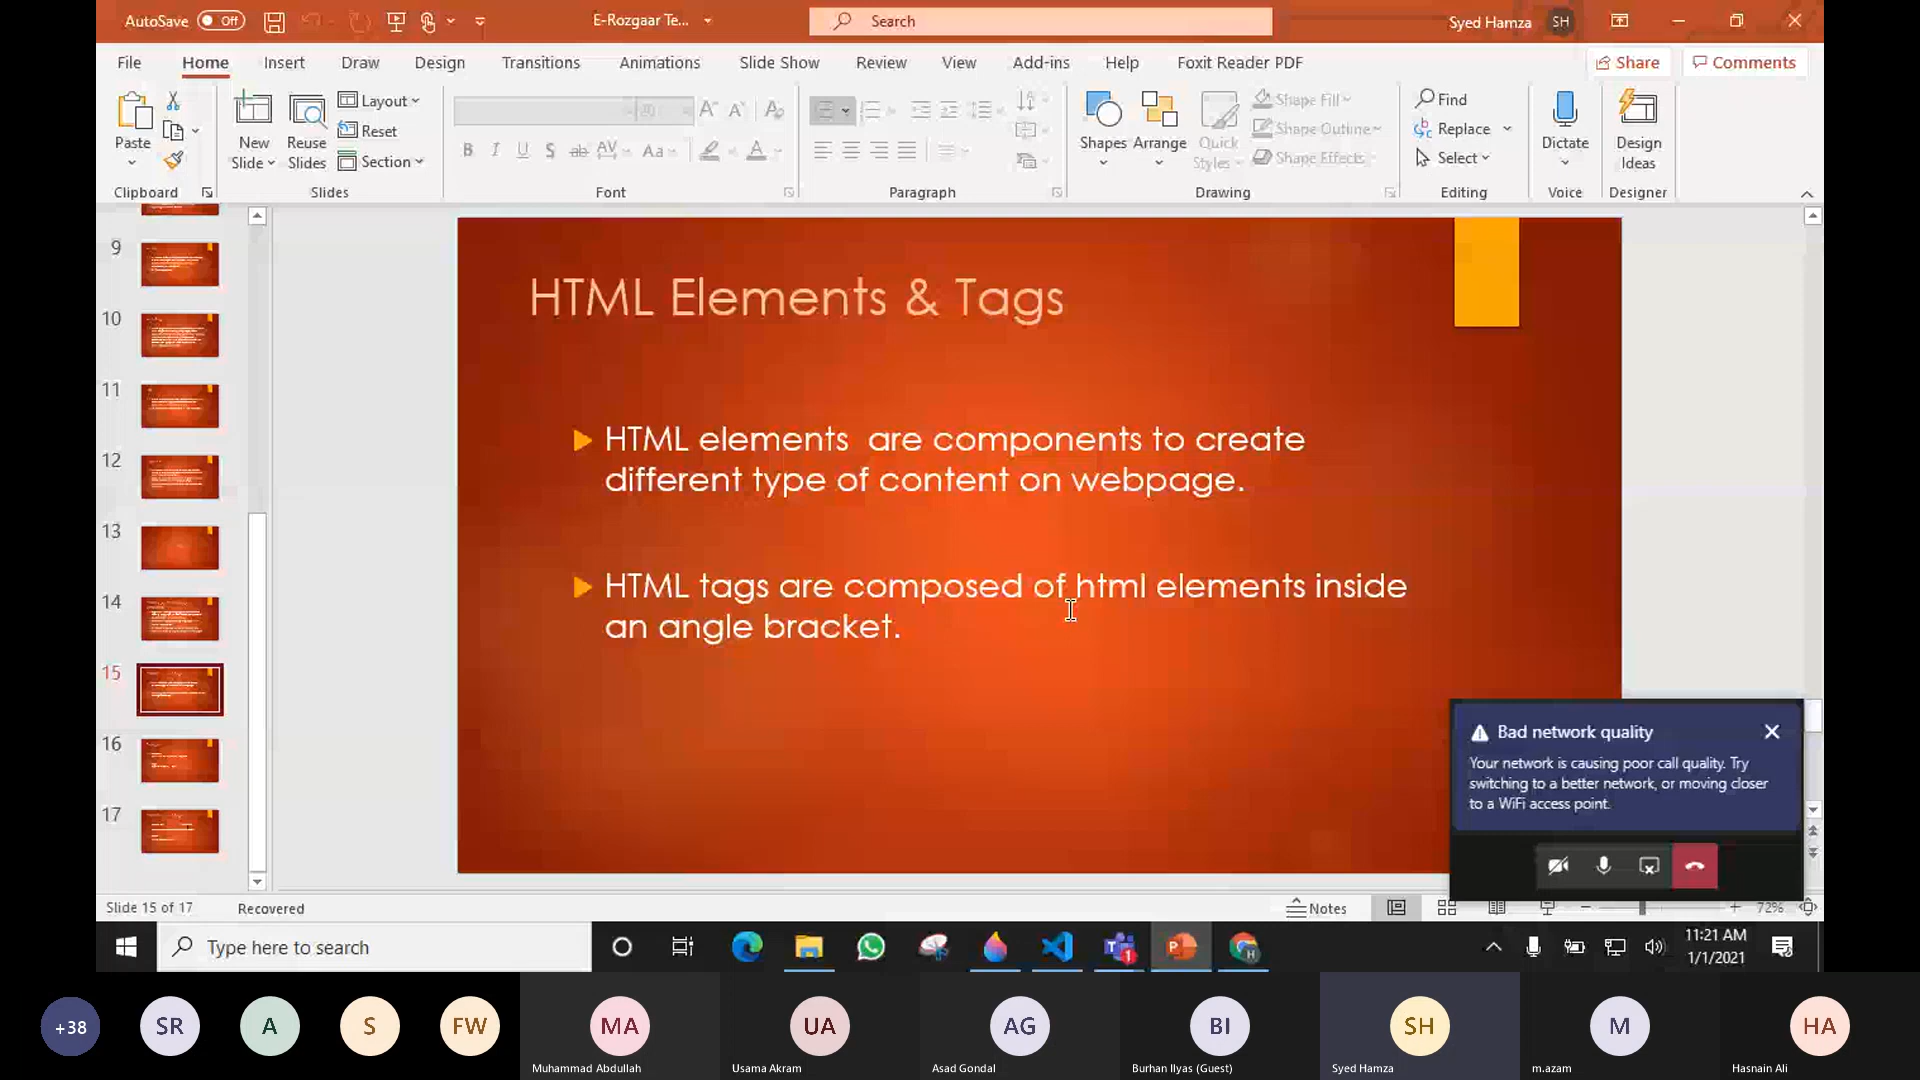 AutoSave Off
E-Rozgaar Te...
Search
Syed Hamza SH
File Home Insert Draw Design Transitions Animations Slide Show Review View Add-ins Help Foxit Reader PDF
Share Comments
Paste
Clipboard
New Slide
Reuse Slides
Layout
Reset
Section
Slides
B I U S ab AV Aa A
Font
Paragraph
Shapes Arrange Quick Styles
Shape Fill
Shape Outline
Shape Effects
Drawing
Find
Replace
Select
Editing
Dictate
Voice
Design Ideas
Designer
9
10
11
12
13
14
15
16
17
HTML Elements & Tags
HTML elements  are components to create
different type of content on webpage.
HTML tags are composed of html elements inside
an angle bracket.
Bad network quality
Your network is causing poor call quality. Try
switching to a better network, or moving closer
to a WiFi access point.
Slide 15 of 17 Recovered Notes 72%
Type here to search
11:21 AM
1/1/2021
+38 SR A S FW MA UA AG BI SH M HA
Muhammad Abdullah Usama Akram Asad Gondal Burhan Ilyas (Guest) Syed Hamza m.azam Hasnain Ali